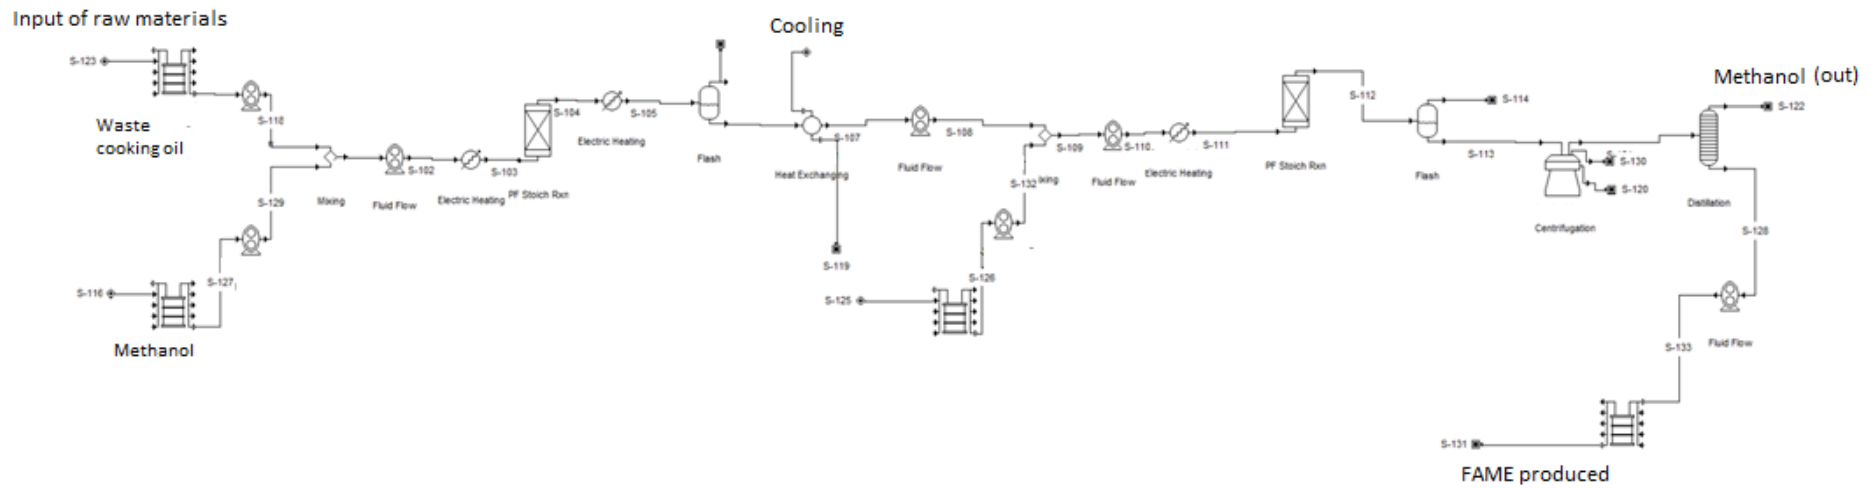 Input of raw materials
Cooling
S-123
Methanol (out)
S-104
S-105
S-112
S-114
S-122
Waste
cooking oil
S-118
Electric Heating
S-107
S-108
S-109
S-110
S-111
S-113
S-130
S-120
Flash
S-102
S-103
Mixing
Fluid Flow
Electric Heating
PF Stoich Rxn
Heat Exchanging
Fluid Flow
S-132
ixing
Fluid Flow
Electric Heating
PF Stoich Rxn
Flash
Centrifugation
Distillation
S-129
S-128
S-116
S-127
S-119
S-126
S-125
Methanol
S-133
Fluid Flow
S-131
FAME produced